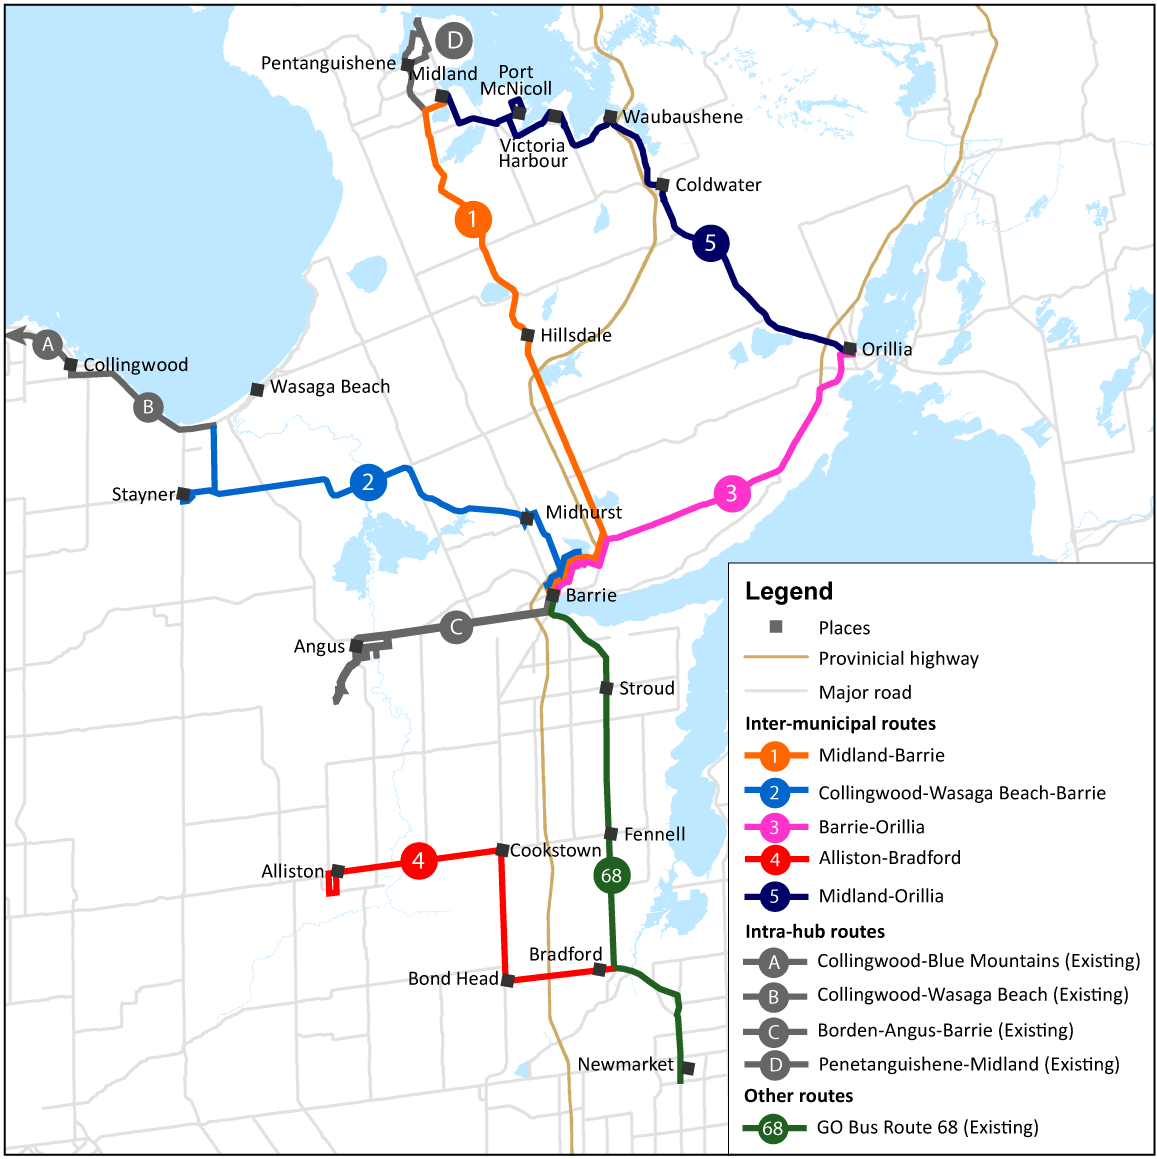 D
Pentanguishene
Midland
Port
McNicoll
Waubaushene
Victoria
Harbour
Coldwater
1
5
Hillsdale
Orillia
A
Collingwood
Wasaga Beach
B
2
3
Stayner
Midhurst
Barrie
C
Angus
Stroud
Fennell
Cookstown
4
Alliston
68
Bradford
Bond Head
Newmarket
Legend
Places
Provinicial highway
Major road
Inter-municipal routes
1 Midland-Barrie
2 Collingwood-Wasaga Beach-Barrie
3 Barrie-Orillia
4 Alliston-Bradford
5 Midland-Orillia
Intra-hub routes
A Collingwood-Blue Mountains (Existing)
B Collingwood-Wasaga Beach (Existing)
C Borden-Angus-Barrie (Existing)
D Penetanguishene-Midland (Existing)
Other routes
68 GO Bus Route 68 (Existing)